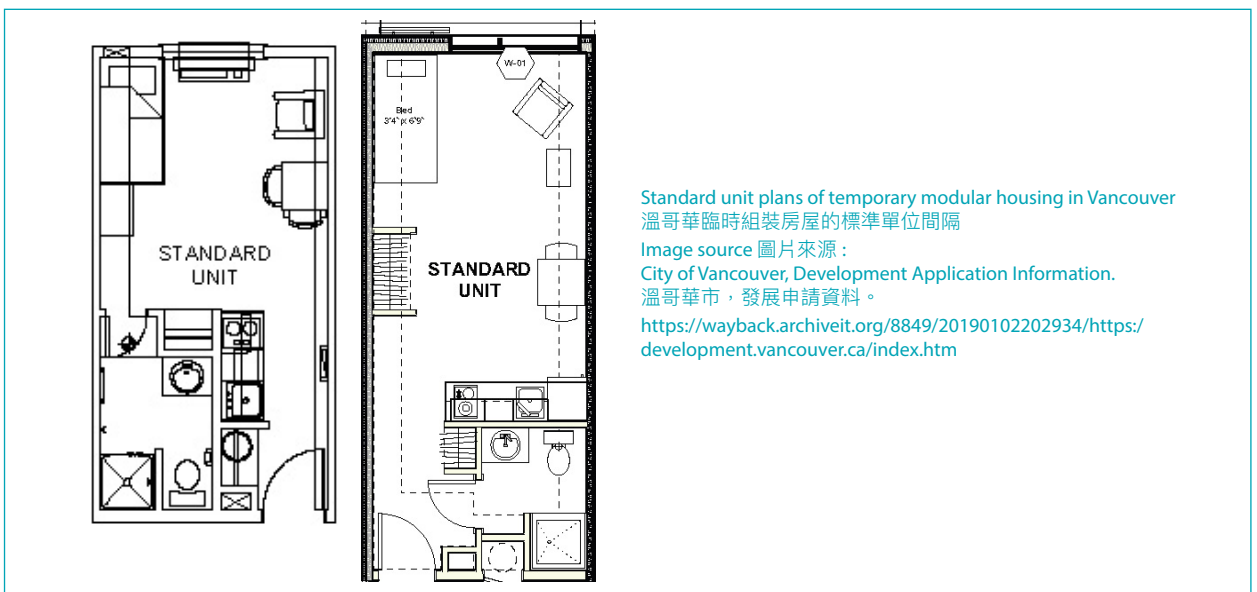 STANDARD
UNIT
W-01
Bed
3'4" x 6'9"
STANDARD
UNIT
Standard unit plans of temporary modular housing in Vancouver
溫哥華臨時組裝房屋的標準單位間隔
Image source 圖片來源 :
City of Vancouver, Development Application Information.
溫哥華市，發展申請資料。
https://wayback.archiveit.org/8849/20190102202934/https:/
development.vancouver.ca/index.htm